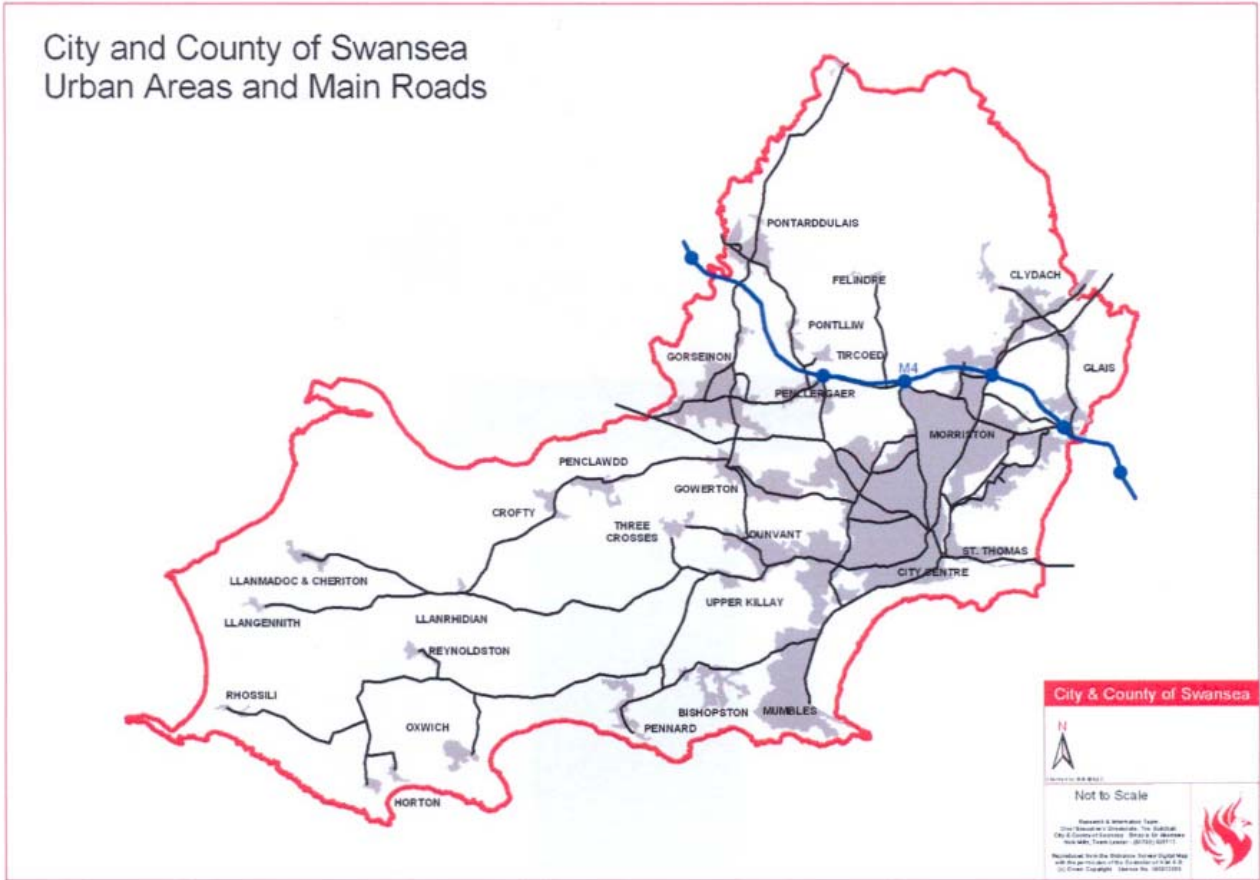 City and County of Swansea
Urban Areas and Main Roads
PONTARDDULAIS
FELINDRE
CLYDACH
PONTLLIW
GORSEINON
TIRCOED
M4
GLAIS
PENLLERGAER
MORRISTON
PENCLAWDD
GOWERTON
CROFTY
THREE
CROSSES
DUNVANT
ST. THOMAS
CITY CENTRE
LLANMADOC & CHERITON
UPPER KILLAY
LLANGENNITH
LLANRHIDIAN
REYNOLDSTON
RHOSSILI
BISHOPSTON
MUMBLES
OXWICH
PENNARD
HORTON
City & County of Swansea
N
Not to Scale